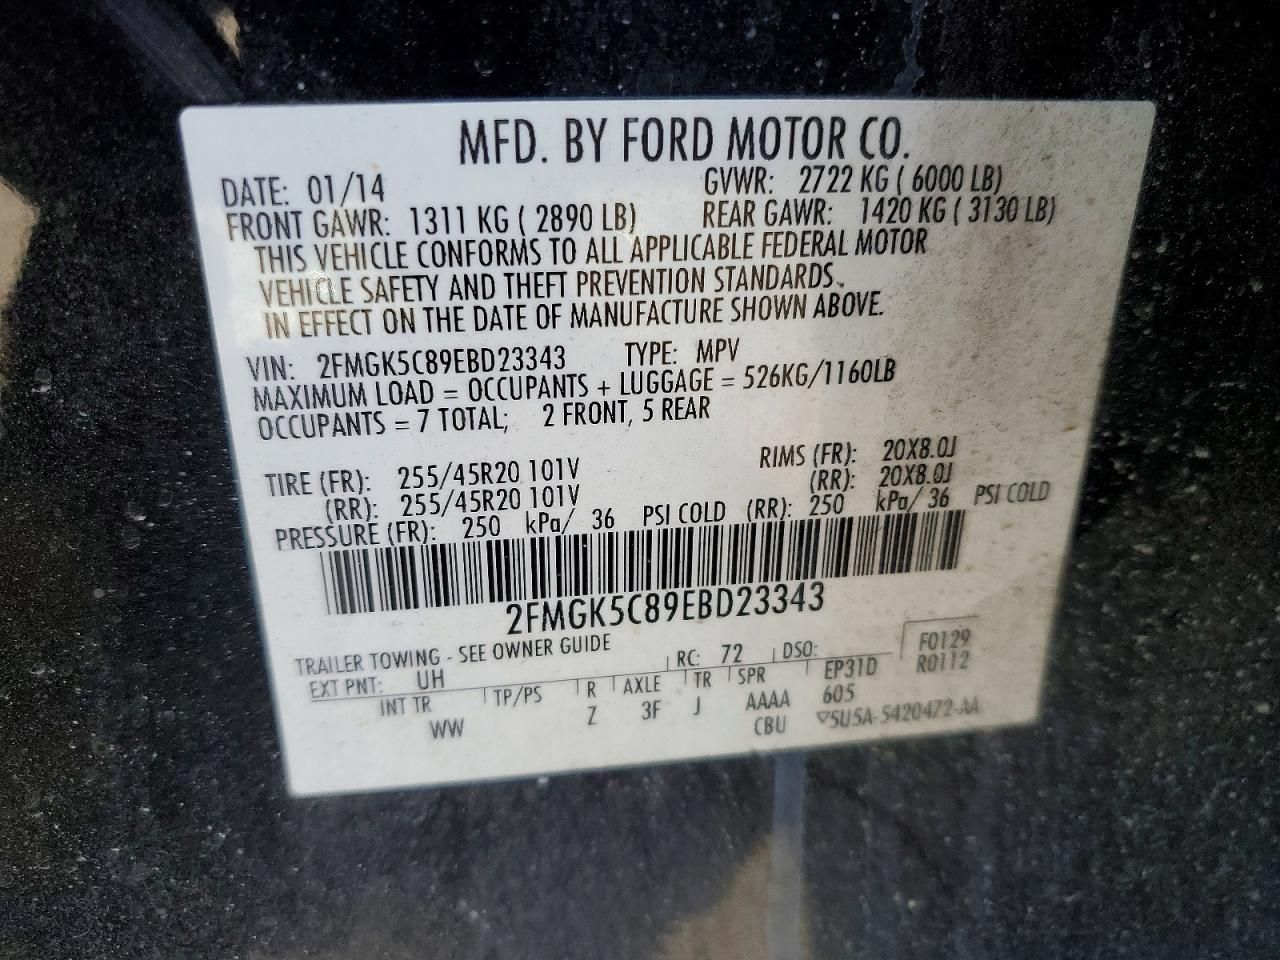 MFD. BY FORD MOTOR CO.
DATE: 01/14 GVWR: 2722 KG ( 6000 LB)
FRONT GAWR: 1311 KG ( 2890 LB) REAR GAWR: 1420 KG ( 3130 LB)
THIS VEHICLE CONFORMS TO ALL APPLICABLE FEDERAL MOTOR
VEHICLE SAFETY AND THEFT PREVENTION STANDARDS.
IN EFFECT ON THE DATE OF MANUFACTURE SHOWN ABOVE.
VIN: 2FMGK5C89EBD23343 TYPE: MPV
MAXIMUM LOAD = OCCUPANTS + LUGGAGE = 526KG/1160LB
OCCUPANTS = 7 TOTAL; 2 FRONT, 5 REAR
TIRE (FR): 255/45R20 101V RIMS (FR): 20X8.0J
(RR): 255/45R20 101V (RR): 20X8.0J
PRESSURE (FR): 250 kPa/ 36 PSI COLD (RR): 250 kPa/ 36 PSI COLD
2FMGK5C89EBD23343
TRAILER TOWING - SEE OWNER GUIDE
EXT PNT: UH RC: 72 DSO: F0129
R0112
INT TR TP/PS R AXLE TR SPR EP31D
WW Z 3F J AAAA 605
CBU ▽5U5A-5420472-AA